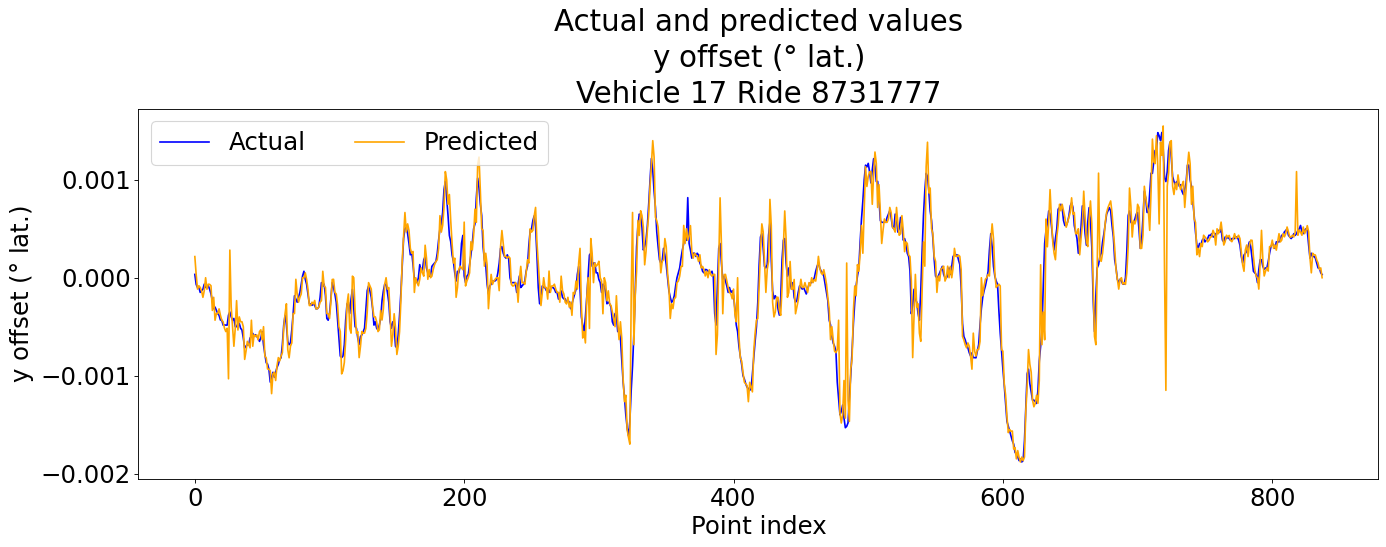 Actual and predicted values
y offset (° lat.)
Vehicle 17 Ride 8731777
Actual
Predicted
0.001
0.000
−0.001
−0.002
y offset (° lat.)
0
200
400
600
800
Point index